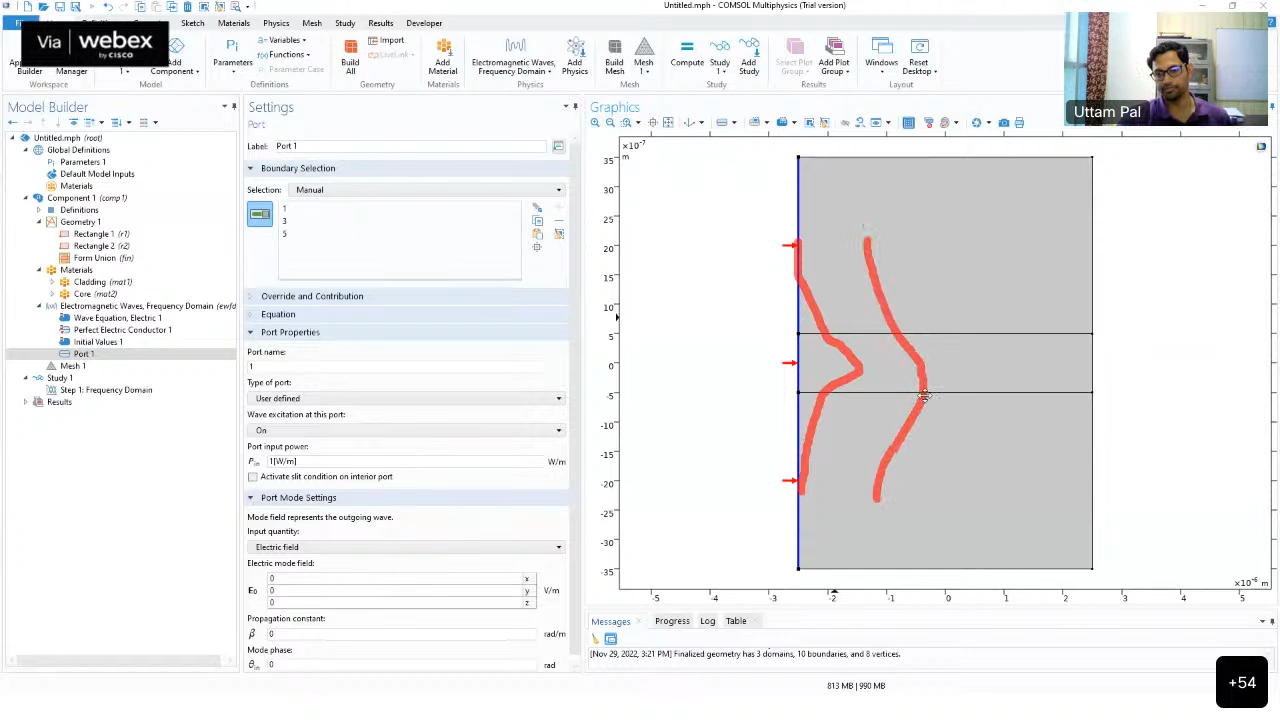 Untitled.mph - COMSOL Multiphysics (Trial version)
Sketch Materials Physics Mesh Study Results Developer
Via webex
by CISCO
Builder Manager
Component
Workspace
Model
Parameters
Variables
Functions
Parameter Case
Definitions
Build All
Import
LiveLink
Geometry
Add Material
Materials
Electromagnetic Waves, Frequency Domain
Add Physics
Physics
Build Mesh
Mesh 1
Mesh
Compute
Study 1
Add Study
Study
Select Plot Group
Add Plot Group
Results
Windows
Reset Desktop
Layout
Uttam Pal
Model Builder
Untitled.mph (root)
Global Definitions
Parameters 1
Default Model Inputs
Materials
Component 1 (comp1)
Definitions
Geometry 1
Rectangle 1 (r1)
Rectangle 2 (r2)
Form Union (fin)
Materials
Cladding (mat1)
Core (mat2)
Electromagnetic Waves, Frequency Domain (ewfd)
Wave Equation, Electric 1
Perfect Electric Conductor 1
Initial Values 1
Port 1
Mesh 1
Study 1
Step 1: Frequency Domain
Results
Settings
Port
Label: Port 1
Boundary Selection
Selection: Manual
1
3
5
Override and Contribution
Equation
Port Properties
Port name:
1
Type of port:
User defined
Wave excitation at this port:
On
Port input power:
Pin 1[W/m] W/m
Activate slit condition on interior port
Port Mode Settings
Mode field represents the outgoing wave.
Input quantity:
Electric field
Electric mode field:
0 x
E0 0 y V/m
0 z
Propagation constant:
β 0 rad/m
Mode phase:
θin 0 rad
Graphics
×10⁻⁷
m
35
30
25
20
15
10
5
0
-5
-10
-15
-20
-25
-30
-35
×10⁻⁶ m
-5 -4 -3 -2 -1 0 1 2 3 4 5
Messages Progress Log Table
[Nov 29, 2022, 3:21 PM] Finalized geometry has 3 domains, 10 boundaries, and 8 vertices.
813 MB | 990 MB
+54